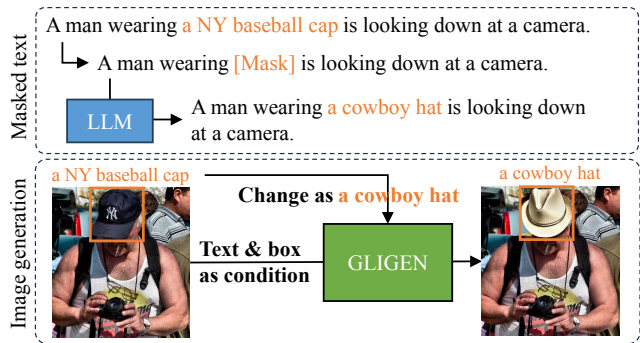 Masked text
A man wearing a NY baseball cap is looking down at a camera.
A man wearing [Mask] is looking down at a camera.
LLM
A man wearing a cowboy hat is looking down
at a camera.
Image generation
a NY baseball cap
a cowboy hat
Change as a cowboy hat
Text & box
as condition
GLIGEN
NY